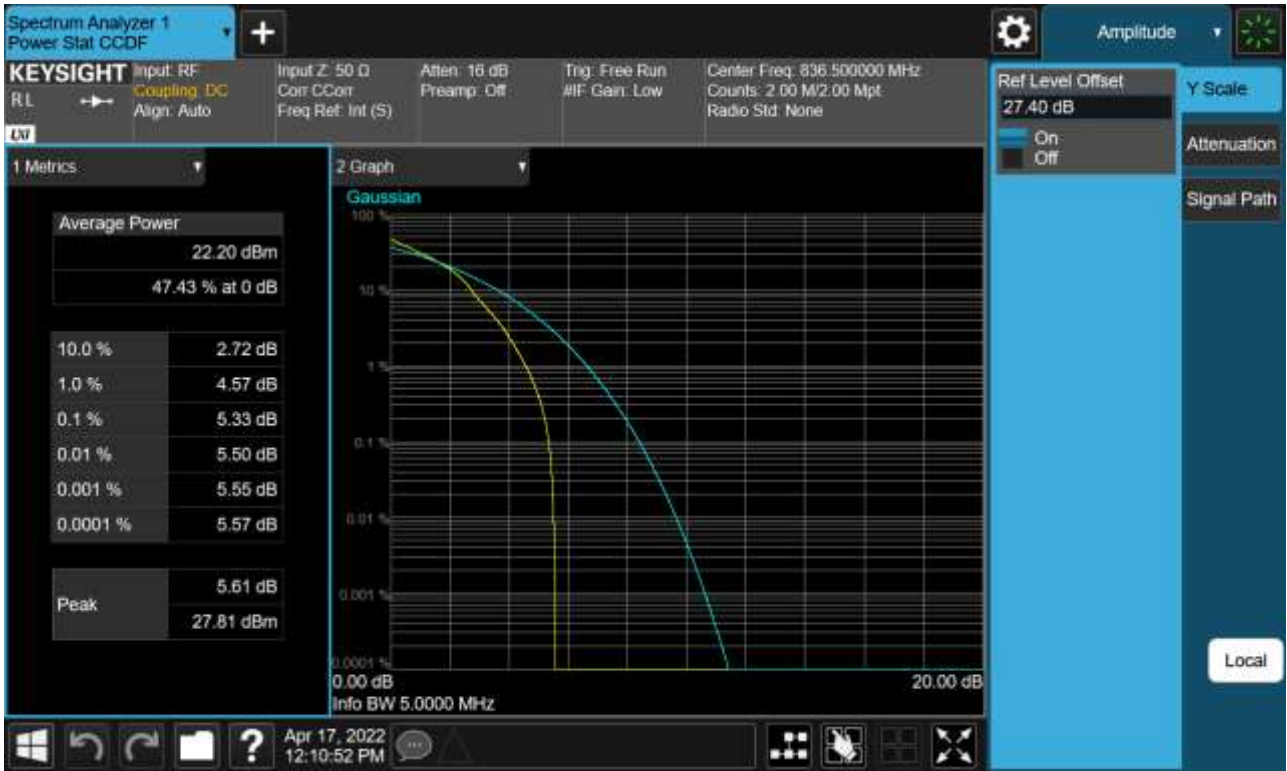 Spectrum Analyzer 1
Power Stat CCDF
+
Amplitude
KEYSIGHT
RL
LXI
Input: RF
Coupling: DC
Align: Auto
Input Z: 50 Ω
Corr CCorr
Freq Ref: Int (S)
Atten: 16 dB
Preamp: Off
Trig: Free Run
#IF Gain: Low
Center Freq: 836.500000 MHz
Counts: 2.00 M/2.00 Mpt
Radio Std: None
Ref Level Offset
27.40 dB
On
Off
Y Scale
Attenuation
Signal Path
1 Metrics
Average Power
22.20 dBm
47.43 % at 0 dB
10.0 % 2.72 dB
1.0 % 4.57 dB
0.1 % 5.33 dB
0.01 % 5.50 dB
0.001 % 5.55 dB
0.0001 % 5.57 dB
Peak
5.61 dB
27.81 dBm
2 Graph
Gaussian
100 %
10 %
1 %
0.1 %
0.01 %
0.001 %
0.0001 %
0.00 dB 20.00 dB
Info BW 5.0000 MHz
Local
?
Apr 17, 2022
12:10:52 PM